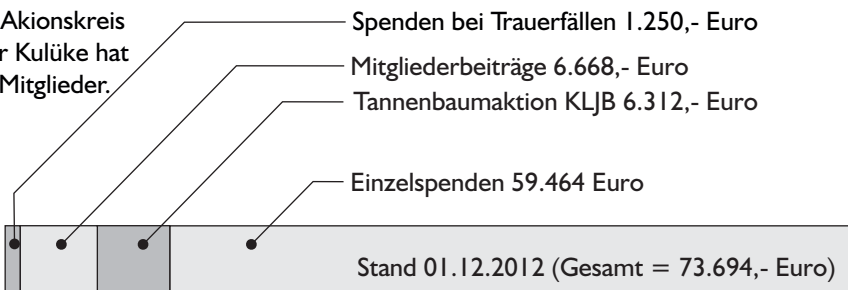 Akionskreis
r Kulüke hat
Mitglieder.
Spenden bei Trauerfällen 1.250,- Euro
Mitgliederbeiträge 6.668,- Euro
Tannenbaumaktion KLJB 6.312,- Euro
Einzelspenden 59.464 Euro
Stand 01.12.2012 (Gesamt = 73.694,- Euro)